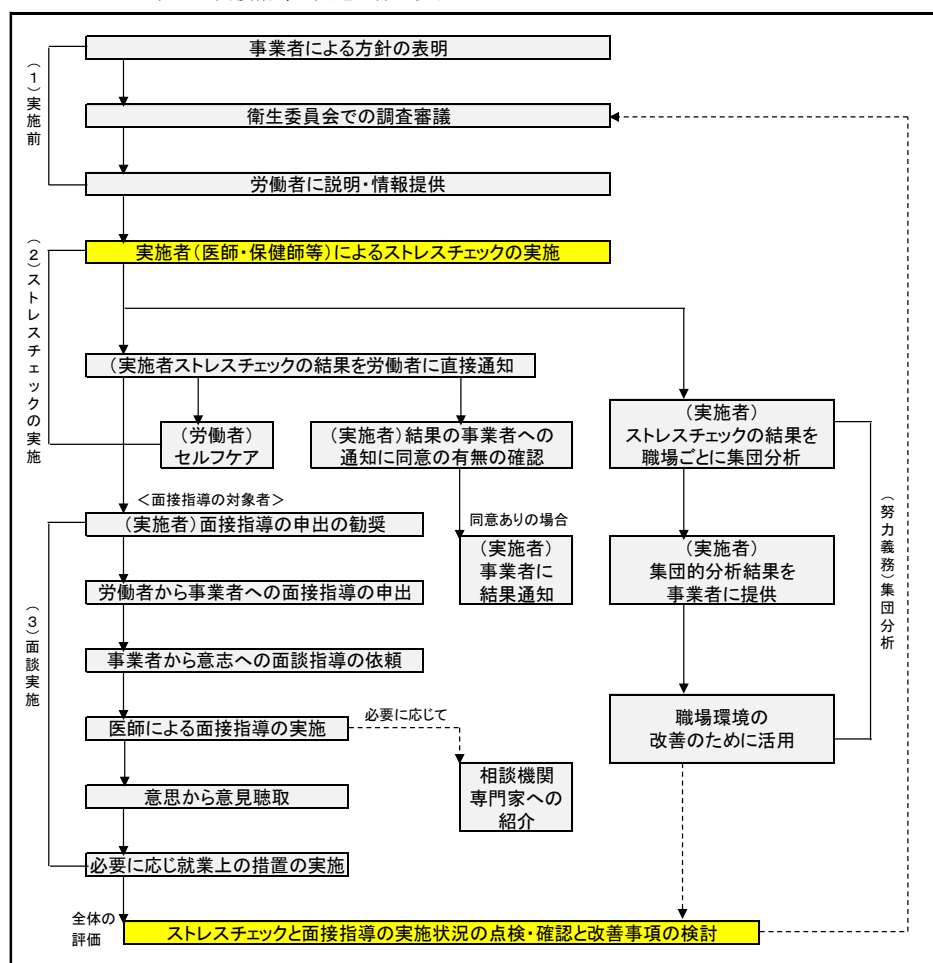 事業者による方針の表明
(1)実施前
衛生委員会での調査審議
労働者に説明・情報提供
実施者(医師・保健師等)によるストレスチェックの実施
(2)ストレスチェックの実施
(実施者ストレスチェックの結果を労働者に直接通知
(労働者)
セルフケア
(実施者)結果の事業者への
通知に同意の有無の確認
(実施者)
ストレスチェックの結果を
職場ごとに集団分析
<面接指導の対象者>
(実施者)面接指導の申出の勧奨
同意ありの場合
(実施者)
事業者に
結果通知
(実施者)
集団的分析結果を
事業者に提供
(努力義務)集団分析
労働者から事業者への面接指導の申出
(3)面談実施
事業者から意志への面談指導の依頼
医師による面接指導の実施
必要に応じて
職場環境の
改善のために活用
相談機関
専門家への
紹介
意思から意見聴取
必要に応じ就業上の措置の実施
全体の
評価
ストレスチェックと面接指導の実施状況の点検・確認と改善事項の検討